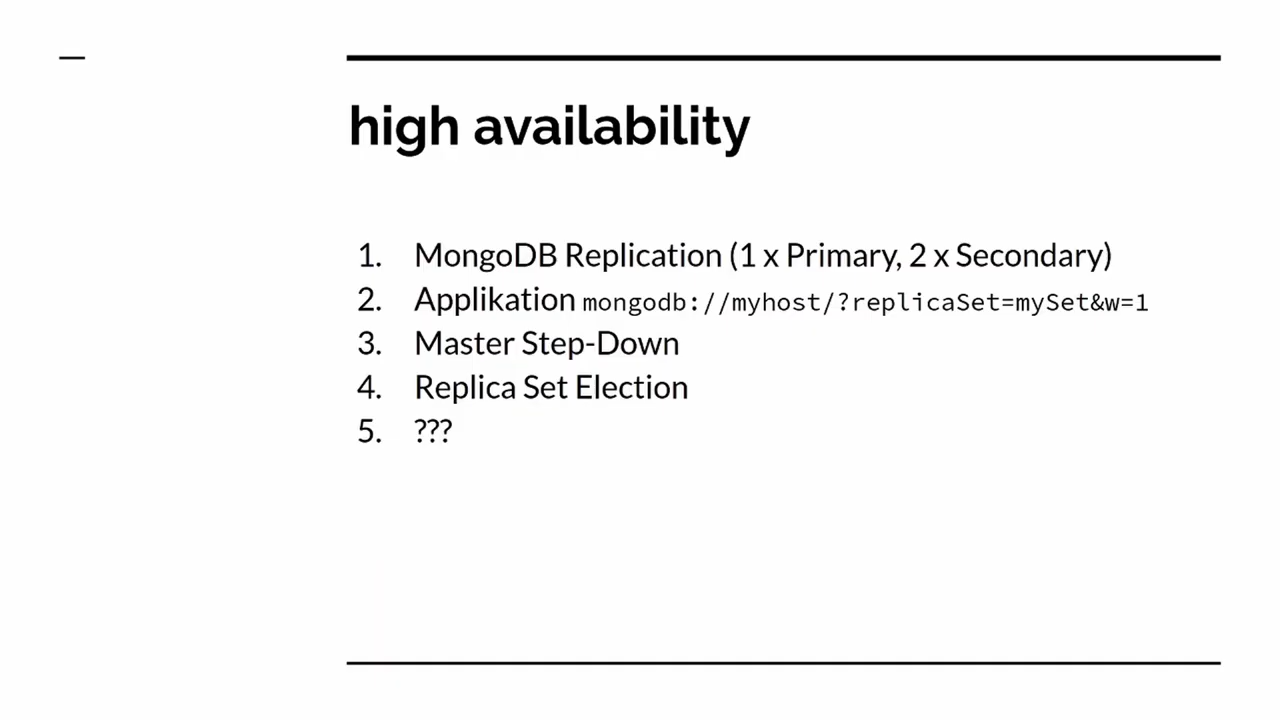 high availability
1. MongoDB Replication (1 x Primary, 2 x Secondary)
2. Applikation mongodb://myhost/?replicaSet=mySet&w=1
3. Master Step-Down
4. Replica Set Election
5. ???